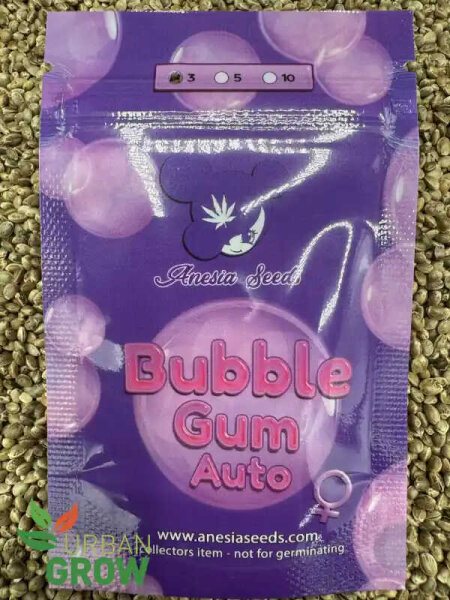 3 5 10
Anesia Seeds
Bubble
Gum
Auto
www.anesiaseeds.com
collectors item - not for germinating
URBAN
GROW